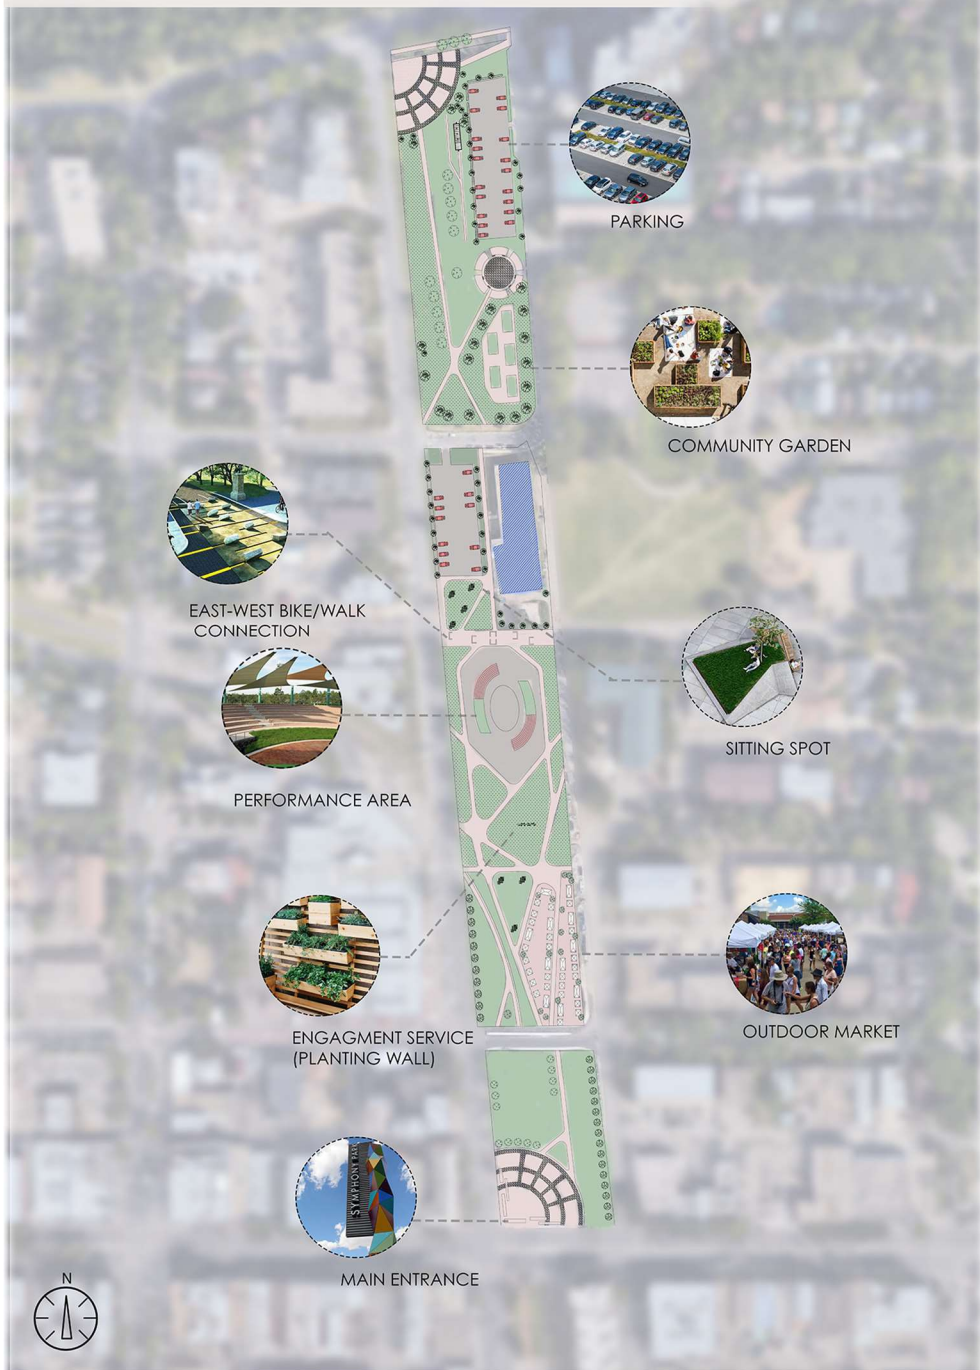 PARKING
COMMUNITY GARDEN
EAST-WEST BIKE/WALK
CONNECTION
SITTING SPOT
PERFORMANCE AREA
ENGAGMENT SERVICE
(PLANTING WALL)
OUTDOOR MARKET
SYMPHONY PARK
MAIN ENTRANCE
N